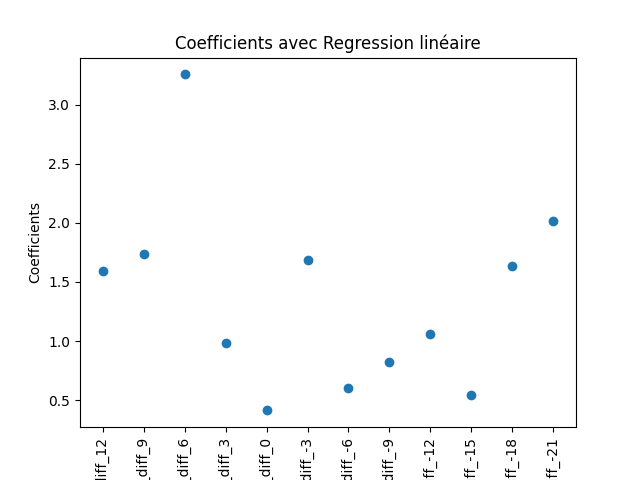 Coefficients avec Regression linéaire
Coefficients
3.0
2.5
2.0
1.5
1.0
0.5
diff_12
_diff_9
_diff_6
_diff_3
_diff_0
diff_-3
diff_-6
diff_-9
ff_-12
ff_-15
ff_-18
ff_-21